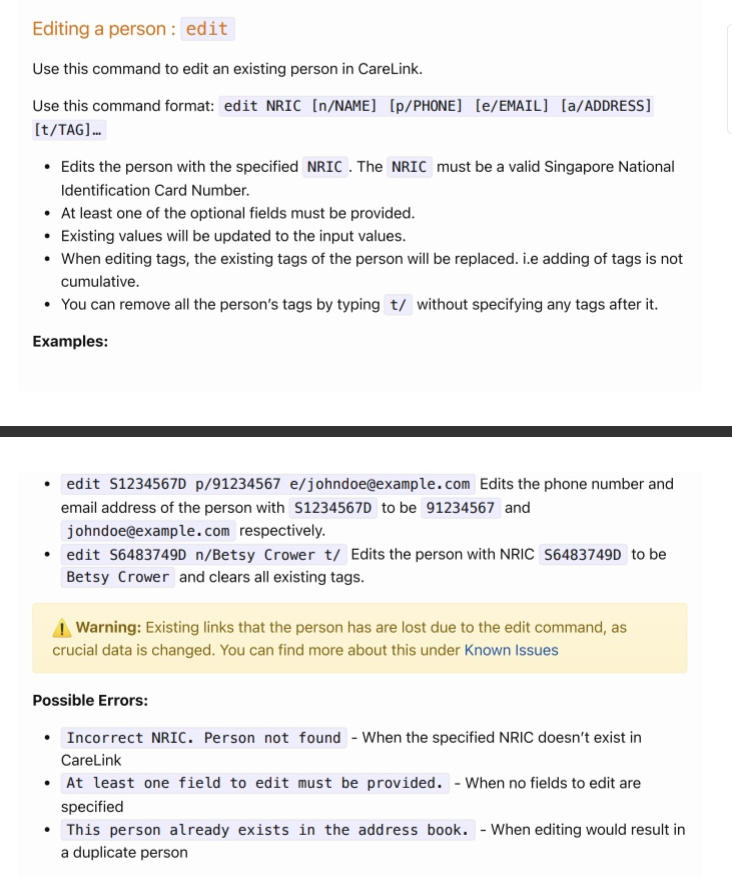 Editing a person : edit
Use this command to edit an existing person in CareLink.
Use this command format: edit NRIC [n/NAME] [p/PHONE] [e/EMAIL] [a/ADDRESS]
[t/TAG]…
• Edits the person with the specified NRIC . The NRIC must be a valid Singapore National
Identification Card Number.
• At least one of the optional fields must be provided.
• Existing values will be updated to the input values.
• When editing tags, the existing tags of the person will be replaced. i.e adding of tags is not
cumulative.
• You can remove all the person's tags by typing t/ without specifying any tags after it.
Examples:
• edit S1234567D p/91234567 e/johndoe@example.com Edits the phone number and
email address of the person with S1234567D to be 91234567 and
johndoe@example.com respectively.
• edit S6483749D n/Betsy Crower t/ Edits the person with NRIC S6483749D to be
Betsy Crower and clears all existing tags.
⚠️ Warning: Existing links that the person has are lost due to the edit command, as
crucial data is changed. You can find more about this under Known Issues
Possible Errors:
• Incorrect NRIC. Person not found - When the specified NRIC doesn't exist in
CareLink
• At least one field to edit must be provided. - When no fields to edit are
specified
• This person already exists in the address book. - When editing would result in
a duplicate person